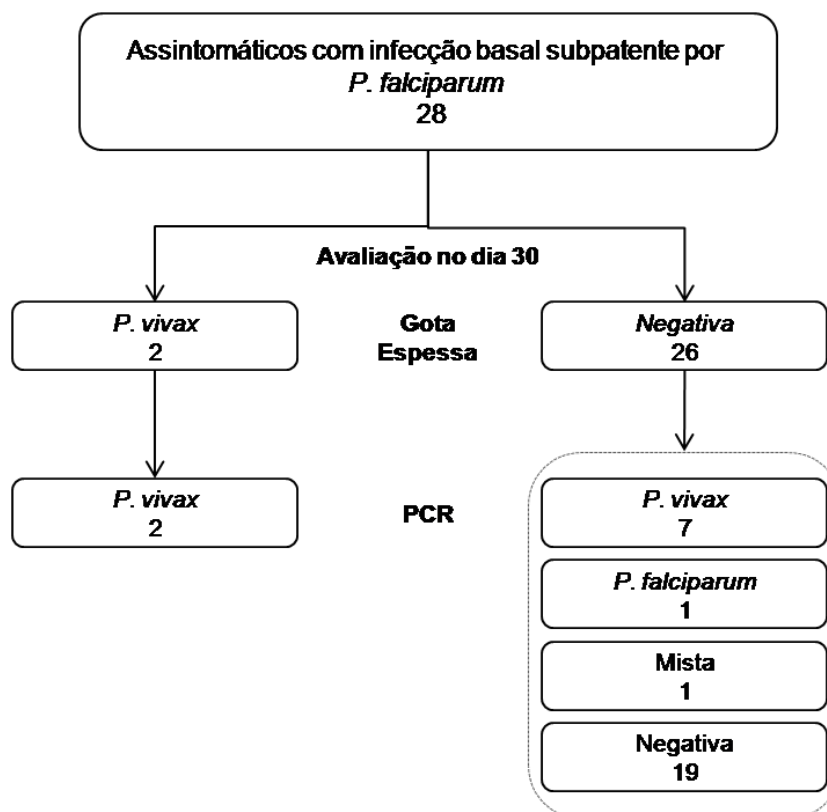 Assintomáticos com infecção basal subpatente por
P. falciparum
28
Avaliação no dia 30
P. vivax
2
Gota
Espessa
Negativa
26
P. vivax
2
PCR
P. vivax
7
P. falciparum
1
Mista
1
Negativa
19